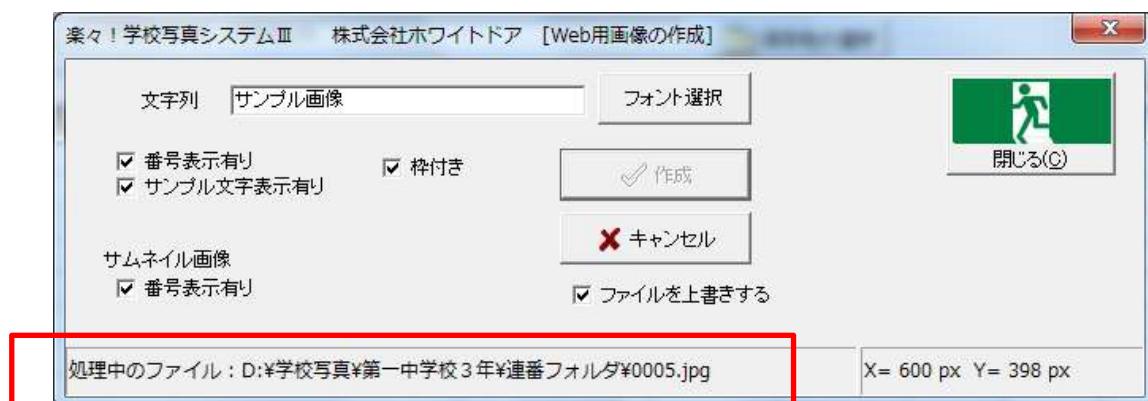 楽々!学校写真システムⅢ 株式会社ホワイトドア [Web用画像の作成]
文字列 サンプル画像 フォント選択
閉じる(C)
番号表示有り
サンプル文字表示有り
枠付き
作成
キャンセル
サムネイル画像
番号表示有り
ファイルを上書きする
処理中のファイル:D:¥学校写真¥第一中学校3年¥連番フォルダ¥0005.jpg
X= 600 px Y= 398 px